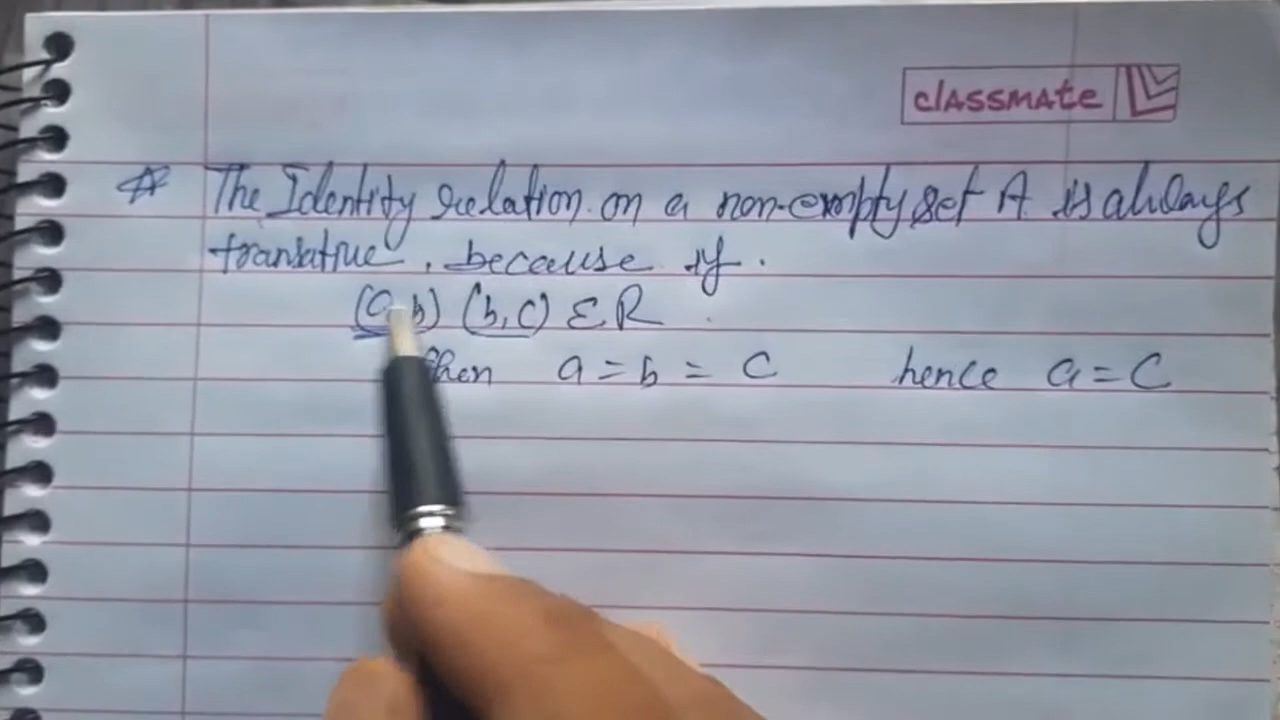 classmate
☆ The Identity relation on a non-empty set A is always
transitive, because if.
(a,b) (b,c) ∈ R
then a = b = c hence a = c